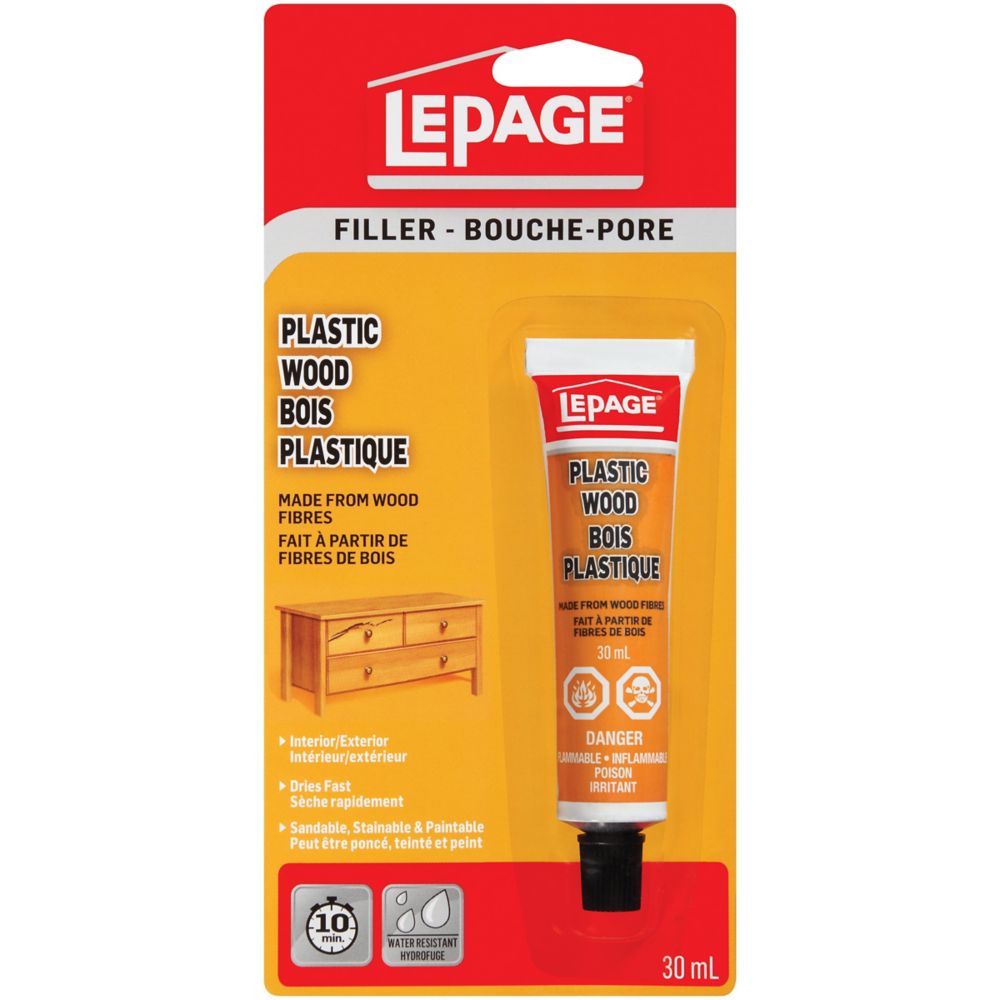 LEPAGE®
FILLER - BOUCHE-PORE
PLASTIC
WOOD
BOIS
PLASTIQUE
MADE FROM WOOD
FIBRES
FAIT À PARTIR DE
FIBRES DE BOIS
Interior/Exterior
Intérieur/extérieur
Dries Fast
Sèche rapidement
Sandable, Stainable & Paintable
Peut être poncé, teinté et peint
10
min.
WATER RESISTANT
HYDROFUGE
LEPAGE®
PLASTIC
WOOD
BOIS
PLASTIQUE
MADE FROM WOOD FIBRES
FAIT À PARTIR DE
FIBRES DE BOIS
30 mL
DANGER
FLAMMABLE • INFLAMMABLE
POISON
IRRITANT
30 mL